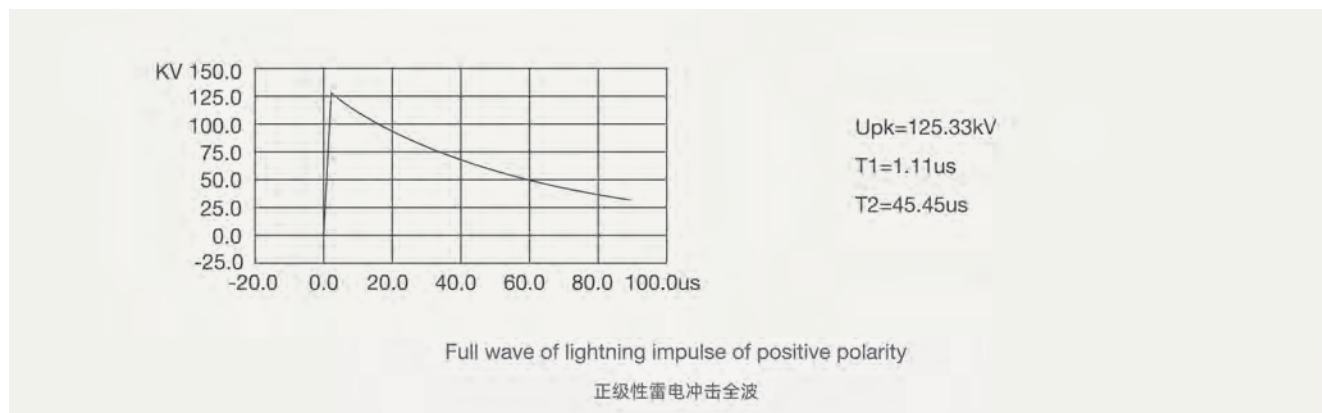 KV 150.0
125.0
100.0
75.0
50.0
25.0
0.0
-25.0
-20.0 0.0 20.0 40.0 60.0 80.0 100.0us
Upk=125.33kV
T1=1.11us
T2=45.45us
Full wave of lightning impulse of positive polarity
正级性雷电冲击全波